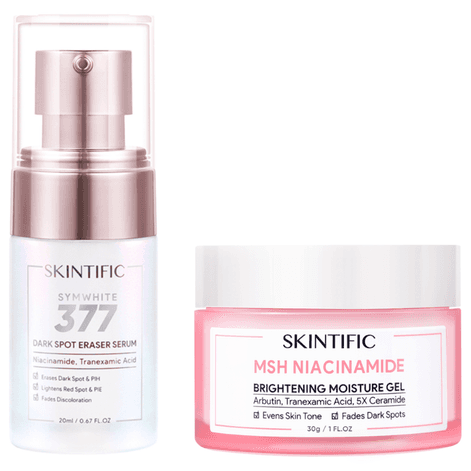 SKINTIFIC
SYMWHITE
377
DARK SPOT ERASER SERUM
Niacinamide, Tranexamic Acid
Erases Dark Spot & PIH
Lightens Red Spot & PIE
Fades Discoloration
20ml / 0.67 FL.OZ
SKINTIFIC
MSH NIACINAMIDE
BRIGHTENING MOISTURE GEL
Arbutin, Tranexamic Acid, 5X Ceramide
Evens Skin Tone Fades Dark Spots
30g / 1 FL.OZ